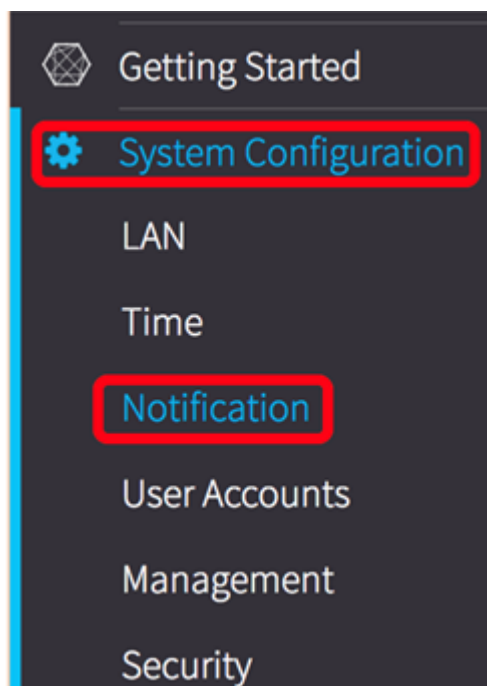 Getting Started
System Configuration
LAN
Time
Notification
User Accounts
Management
Security